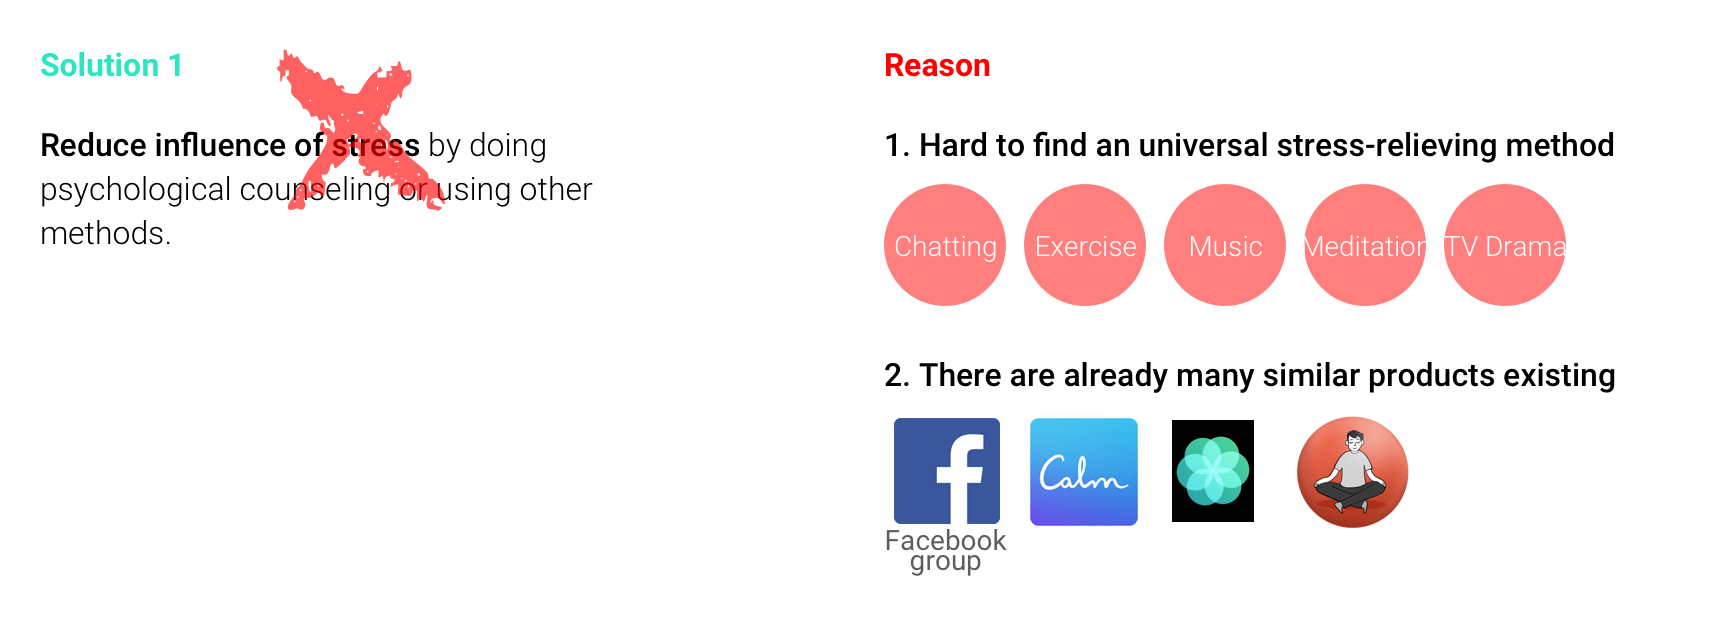 Solution 1
Reduce influence of stress by doing
psychological counseling or using other
methods.
Reason
1. Hard to find an universal stress-relieving method
Chatting
Exercise
Music
Meditation
TV Drama
2. There are already many similar products existing
f
Calm
Facebook
group